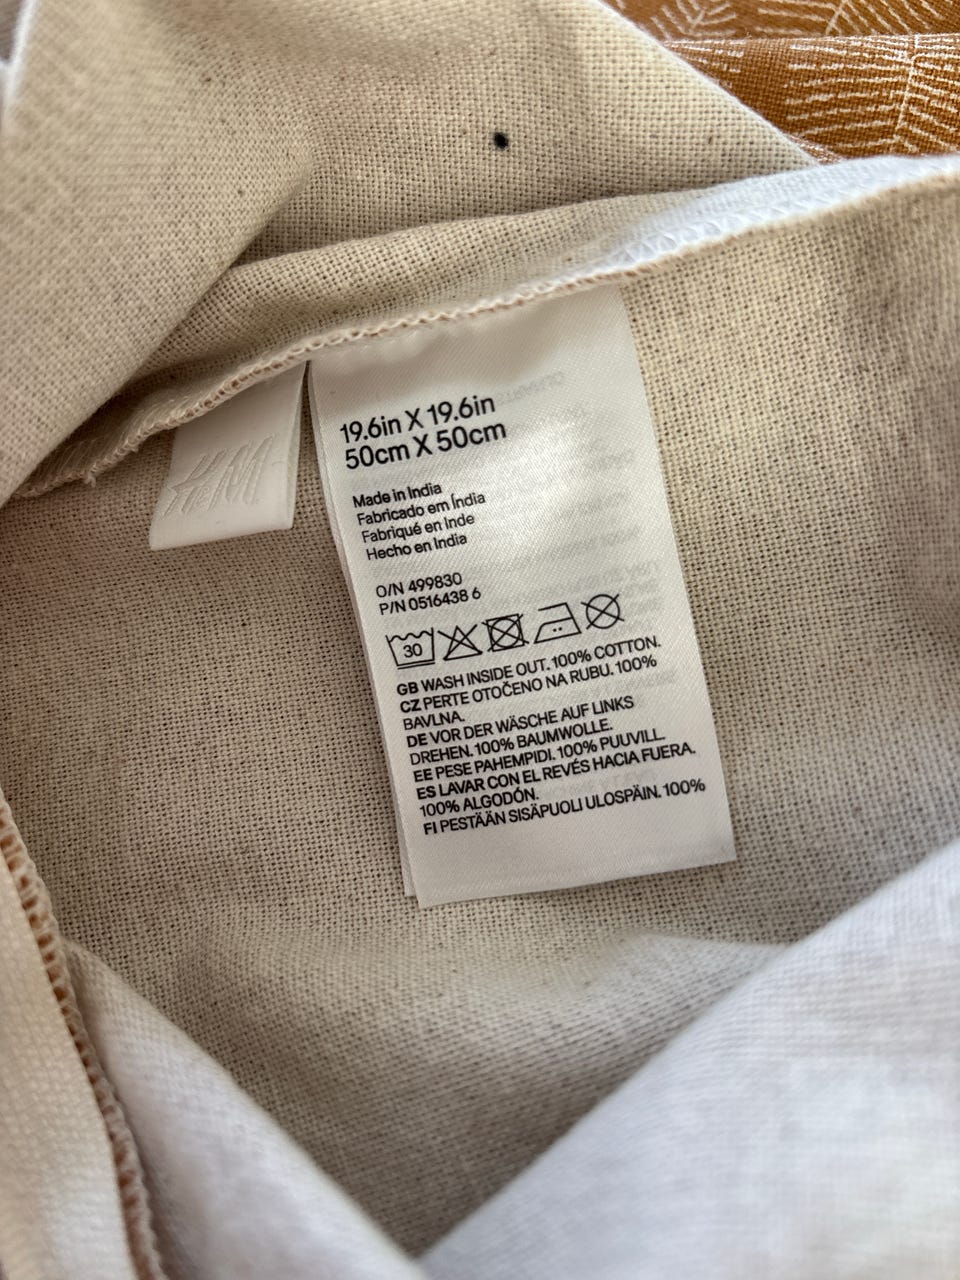 H&M
19.6in X 19.6in
50cm X 50cm
Made in India
Fabricado em Índia
Fabriqué en Inde
Hecho en India
O/N 499830
P/N 0516438 6
30
GB WASH INSIDE OUT. 100% COTTON.
CZ PERTE OTOČENO NA RUBU. 100%
BAVLNA.
DE VOR DER WÄSCHE AUF LINKS
DREHEN. 100% BAUMWOLLE.
EE PESE PAHEMPIDI. 100% PUUVILL.
ES LAVAR CON EL REVÉS HACIA FUERA.
100% ALGODÓN.
FI PESTÄÄN SISÄPUOLI ULOSPÄIN. 100%